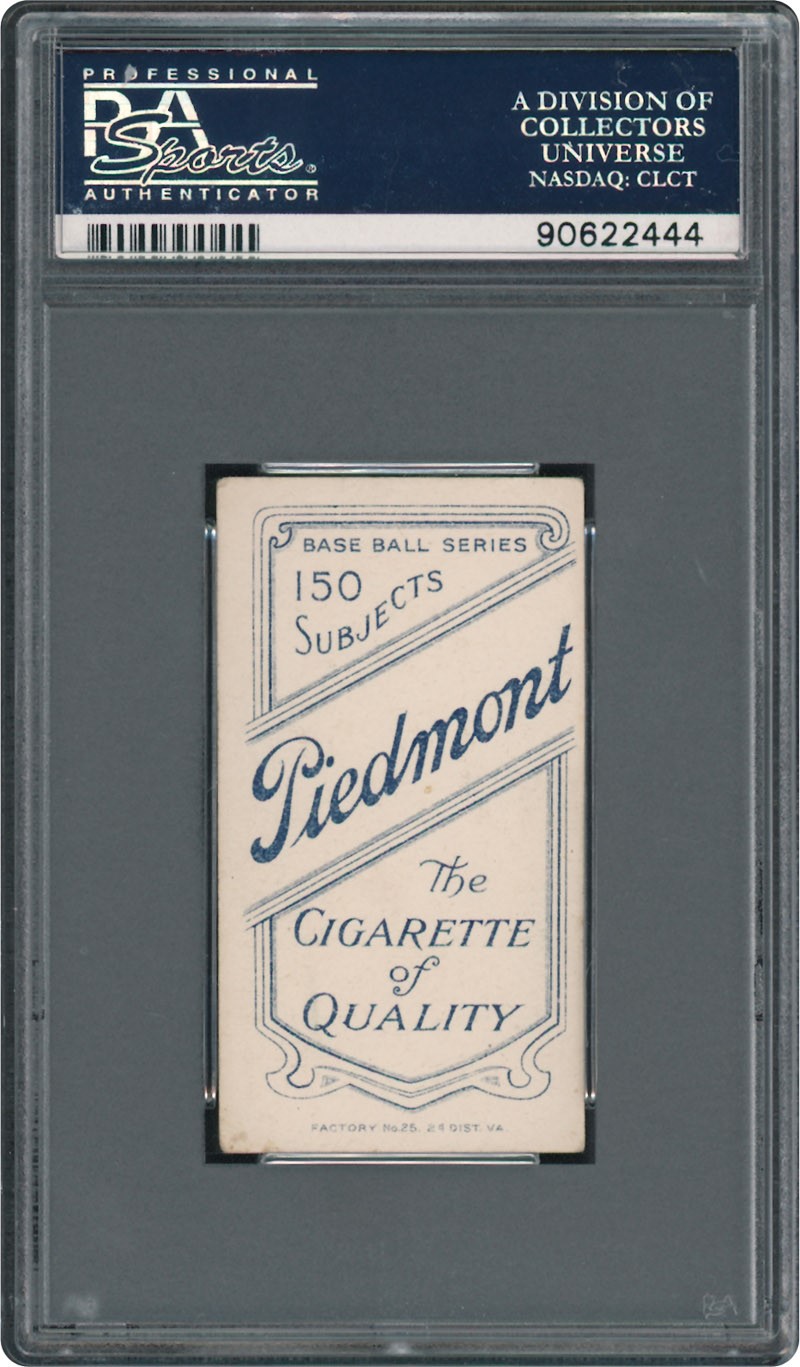 PROFESSIONAL
PSA
Sports®
AUTHENTICATOR
A DIVISION OF
COLLECTORS
UNIVERSE
NASDAQ: CLCT
90622444
BASE BALL SERIES
150
SUBJECTS
Piedmont
The
CIGARETTE
of
QUALITY
FACTORY No.25. 2d DIST. VA.
PSA